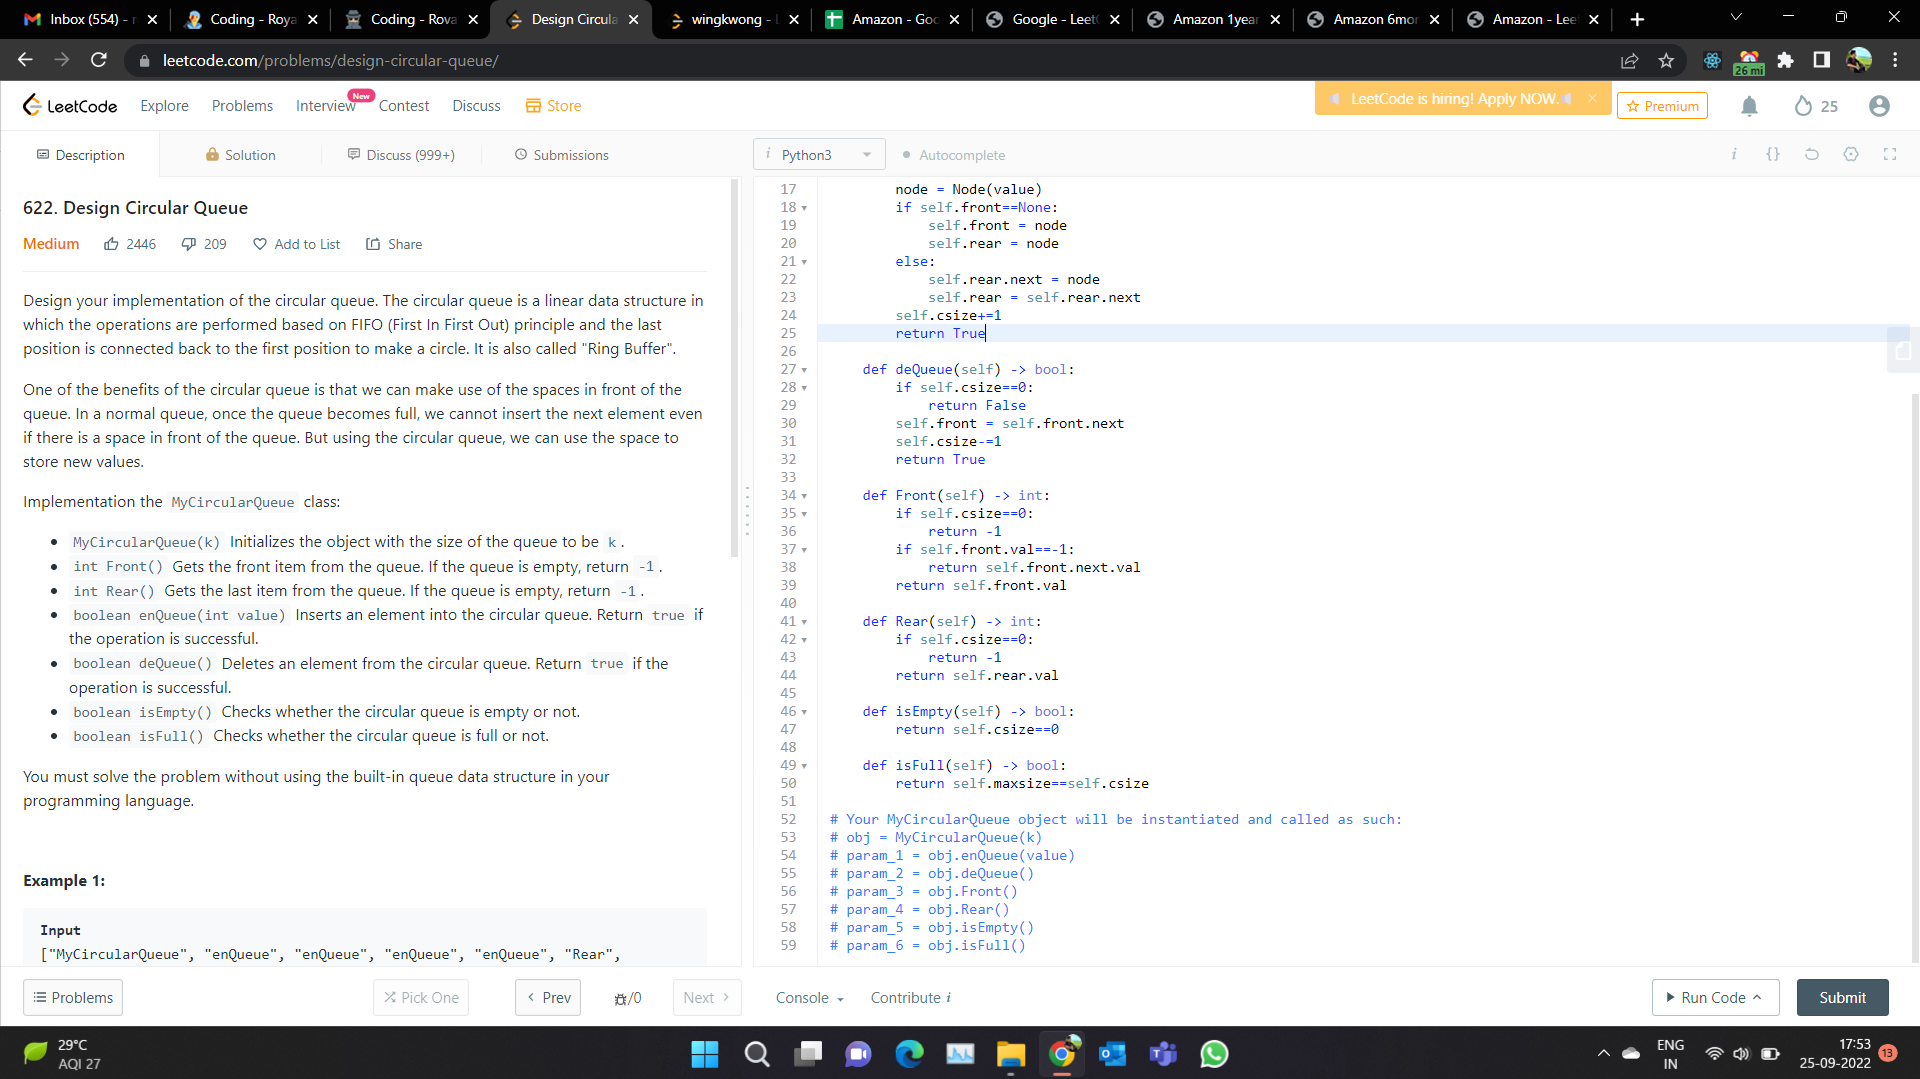 Inbox (554) - r
Coding - Roya
Coding - Rova
Design Circula
wingkwong - L
Amazon - Goo
Google - LeetC
Amazon 1year
Amazon 6mor
Amazon - Lee
leetcode.com/problems/design-circular-queue/
26 mi
LeetCode
Explore
Problems
Interview
New
Contest
Discuss
Store
LeetCode is hiring! Apply NOW.
Premium
25
Description
Solution
Discuss (999+)
Submissions
622. Design Circular Queue
Medium
2446
209
Add to List
Share
Design your implementation of the circular queue. The circular queue is a linear data structure in
which the operations are performed based on FIFO (First In First Out) principle and the last
position is connected back to the first position to make a circle. It is also called "Ring Buffer".
One of the benefits of the circular queue is that we can make use of the spaces in front of the
queue. In a normal queue, once the queue becomes full, we cannot insert the next element even
if there is a space in front of the queue. But using the circular queue, we can use the space to
store new values.
Implementation the MyCircularQueue class:
• MyCircularQueue(k) Initializes the object with the size of the queue to be k.
• int Front() Gets the front item from the queue. If the queue is empty, return -1.
• int Rear() Gets the last item from the queue. If the queue is empty, return -1.
• boolean enQueue(int value) Inserts an element into the circular queue. Return true if
the operation is successful.
• boolean deQueue() Deletes an element from the circular queue. Return true if the
operation is successful.
• boolean isEmpty() Checks whether the circular queue is empty or not.
• boolean isFull() Checks whether the circular queue is full or not.
You must solve the problem without using the built-in queue data structure in your
programming language.
Example 1:
Input
["MyCircularQueue", "enQueue", "enQueue", "enQueue", "enQueue", "Rear",
Problems
Pick One
Prev
/0
Next
i Python3
Autocomplete
i {}
17 node = Node(value)
18 if self.front==None:
19 self.front = node
20 self.rear = node
21 else:
22 self.rear.next = node
23 self.rear = self.rear.next
24 self.csize+=1
25 return True
26
27 def deQueue(self) -> bool:
28 if self.csize==0:
29 return False
30 self.front = self.front.next
31 self.csize-=1
32 return True
33
34 def Front(self) -> int:
35 if self.csize==0:
36 return -1
37 if self.front.val==-1:
38 return self.front.next.val
39 return self.front.val
40
41 def Rear(self) -> int:
42 if self.csize==0:
43 return -1
44 return self.rear.val
45
46 def isEmpty(self) -> bool:
47 return self.csize==0
48
49 def isFull(self) -> bool:
50 return self.maxsize==self.csize
51
52 # Your MyCircularQueue object will be instantiated and called as such:
53 # obj = MyCircularQueue(k)
54 # param_1 = obj.enQueue(value)
55 # param_2 = obj.deQueue()
56 # param_3 = obj.Front()
57 # param_4 = obj.Rear()
58 # param_5 = obj.isEmpty()
59 # param_6 = obj.isFull()
Console
Contribute i
Run Code
Submit
29°C
AQI 27
ENG
IN
17:53
25-09-2022
13